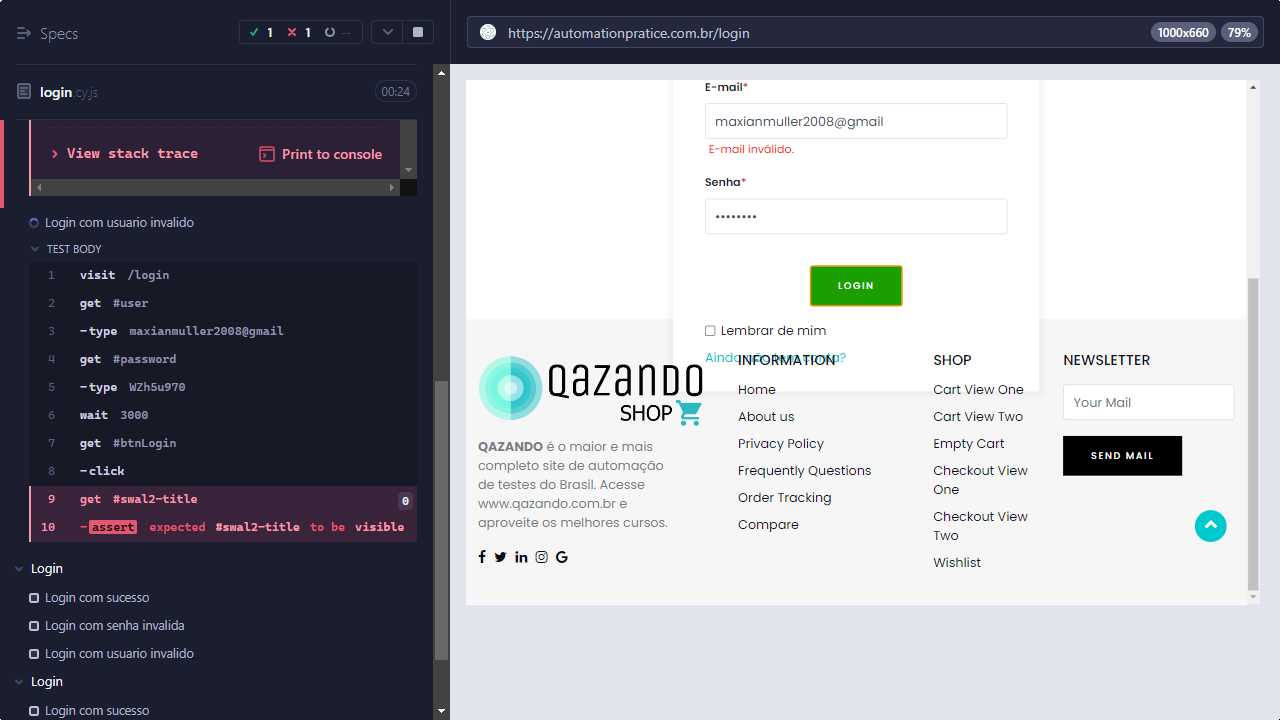 Specs
1
1
--
login.cy.js
00:24
View stack trace
Print to console
Login com usuario invalido
TEST BODY
1 visit /login
2 get #user
3 -type maxianmuller2008@gmail
4 get #password
5 -type WZh5u970
6 wait 3000
7 get #btnLogin
8 -click
9 get #swal2-title 0
10 -assert expected #swal2-title to be visible
Login
Login com sucesso
Login com senha invalida
Login com usuario invalido
Login
Login com sucesso
https://automationpratice.com.br/login
1000x660
79%
E-mail*
maxianmuller2008@gmail
E-mail inválido.
Senha*
••••••••
LOGIN
Lembrar de mim
Ainda não tem conta?
Qazando
SHOP
QAZANDO é o maior e mais
completo site de automação
de testes do Brasil. Acesse
www.qazando.com.br e
aproveite os melhores cursos.
INFORMATION
Home
About us
Privacy Policy
Frequently Questions
Order Tracking
Compare
SHOP
Cart View One
Cart View Two
Empty Cart
Checkout View
One
Checkout View
Two
Wishlist
NEWSLETTER
Your Mail
SEND MAIL